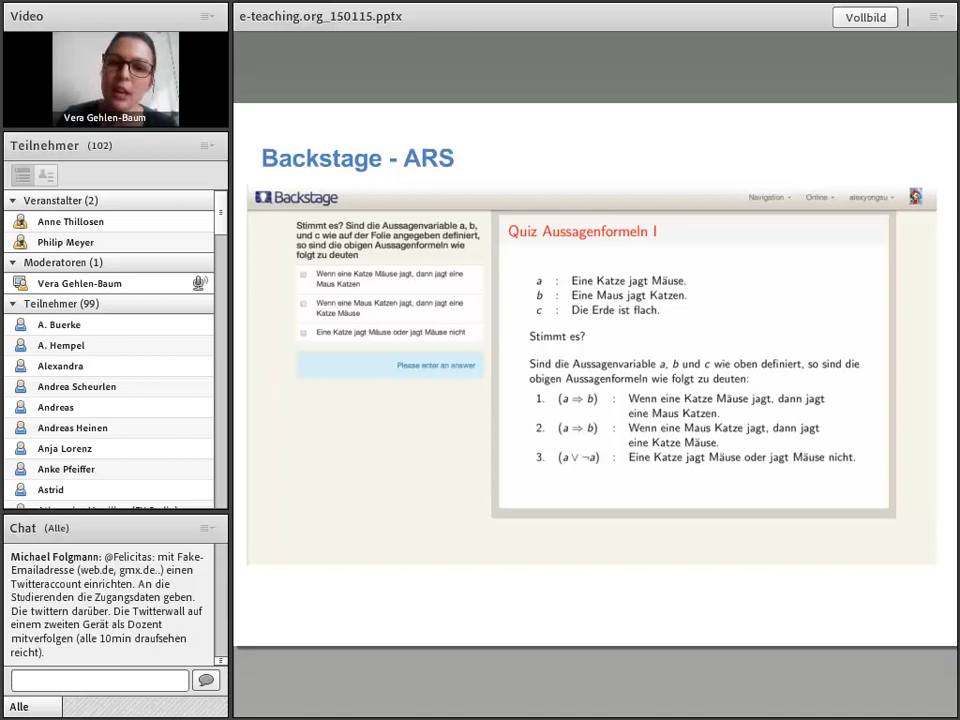 Video
Vera Gehlen-Baum
Teilnehmer (102)
Veranstalter (2)
Anne Thillosen
Philip Meyer
Moderatoren (1)
Vera Gehlen-Baum
Teilnehmer (99)
A. Buerke
A. Hempel
Alexandra
Andrea Scheurlen
Andreas
Andreas Heinen
Anja Lorenz
Anke Pfeiffer
Astrid
Chat (Alle)
Michael Folgmann: @Felicitas: mit Fake-
Emailadresse (web.de, gmx.de..) einen
Twitteraccount einrichten. An die
Studierenden die Zugangsdaten geben.
Die twittern darüber. Die Twitterwall auf
einem zweiten Gerät als Dozent
mitverfolgen (alle 10min draufsehen
reicht).
Alle
e-teaching.org_150115.pptx
Vollbild
Backstage - ARS
Backstage
Navigation
Online
alexyongsu
Stimmt es? Sind die Aussagenvariable a, b,
und c wie auf der Folie angegeben definiert,
so sind die obigen Aussagenformeln wie
folgt zu deuten
Wenn eine Katze Mäuse jagt, dann jagt eine
Maus Katzen
Wenn eine Maus Katzen jagt, dann jagt eine
Katze Mäuse
Eine Katze jagt Mäuse oder jagt Mäuse nicht
Please enter an answer
Quiz Aussagenformeln I
a : Eine Katze jagt Mäuse.
b : Eine Maus jagt Katzen.
c : Die Erde ist flach.
Stimmt es?
Sind die Aussagenvariable a, b und c wie oben definiert, so sind die
obigen Aussagenformeln wie folgt zu deuten:
1. (a ⇒ b) : Wenn eine Katze Mäuse jagt, dann jagt
eine Maus Katzen.
2. (a ⇒ b) : Wenn eine Maus Katze jagt, dann jagt
eine Katze Mäuse.
3. (a ∨ ¬a) : Eine Katze jagt Mäuse oder jagt Mäuse nicht.